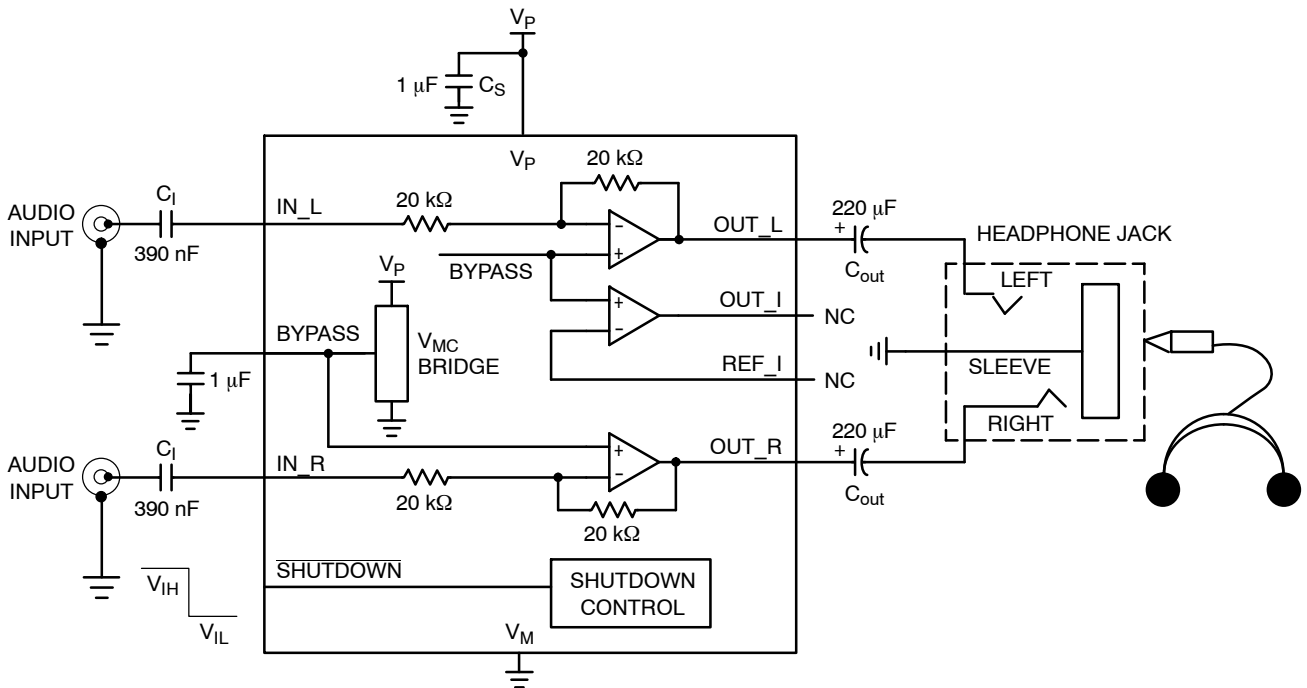 V_P
1 μF
C_S
V_P
20 kΩ
AUDIO
INPUT
C_I
390 nF
IN_L
20 kΩ
−
+
OUT_L
220 μF
+
C_out
HEADPHONE JACK
LEFT
BYPASS
V_P
+
−
OUT_I
NC
BYPASS
V_MC
BRIDGE
1 μF
REF_I
NC
SLEEVE
RIGHT
AUDIO
INPUT
C_I
390 nF
IN_R
20 kΩ
+
−
20 kΩ
OUT_R
220 μF
+
C_out
SHUTDOWN
SHUTDOWN
CONTROL
V_IH
V_IL
V_M